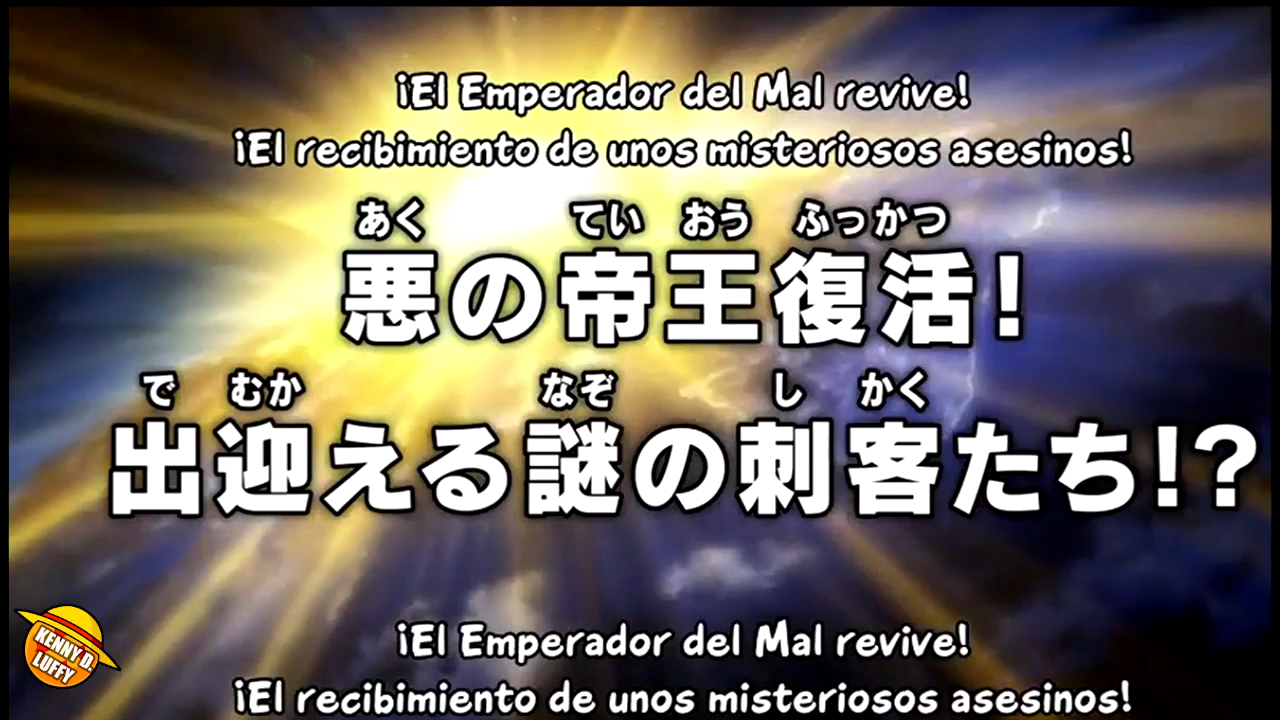 ¡El Emperador del Mal revive!
¡El recibimiento de unos misteriosos asesinos!
あく てい おう ふっかつ
悪の帝王復活!
で むか なぞ し かく
出迎える謎の刺客たち!?
KENNY D.
LUFFY
¡El Emperador del Mal revive!
¡El recibimiento de unos misteriosos asesinos!